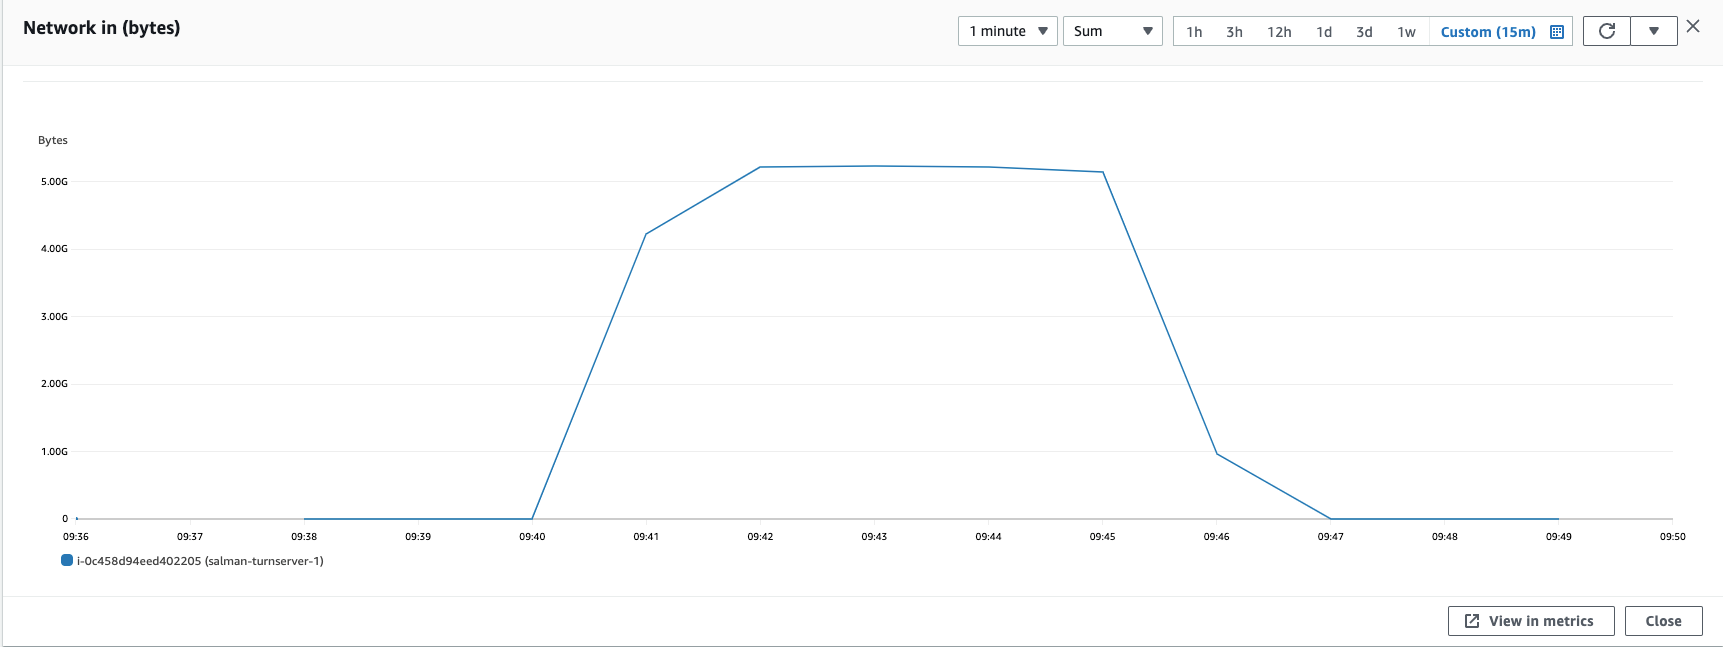 Network in (bytes)
1 minute
Sum
1h 3h 12h 1d 3d 1w Custom (15m)
Bytes
5.00G
4.00G
3.00G
2.00G
1.00G
0
09:36 09:37 09:38 09:39 09:40 09:41 09:42 09:43 09:44 09:45 09:46 09:47 09:48 09:49 09:50
i-0c458d94eed402205 (salman-turnserver-1)
View in metrics
Close